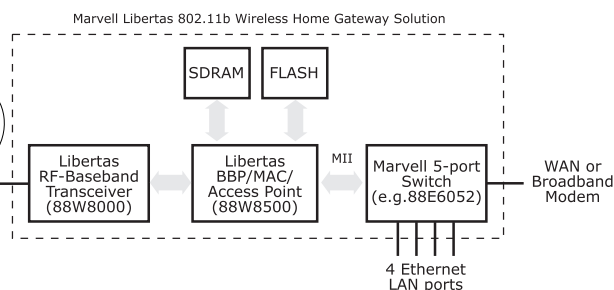 Marvell Libertas 802.11b Wireless Home Gateway Solution
SDRAM
FLASH
Libertas
RF-Baseband
Transceiver
(88W8000)
Libertas
BBP/MAC/
Access Point
(88W8500)
MII
Marvell 5-port
Switch
(e.g.88E6052)
WAN or
Broadband
Modem
4 Ethernet
LAN ports